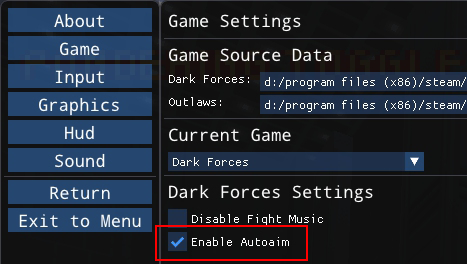 About
Game
Input
Graphics
Hud
Sound
Return
Exit to Menu
Game Settings
Game Source Data
Dark Forces: d:/program files (x86)/steam/
Outlaws: d:/program files (x86)/steam/
Current Game
Dark Forces
Dark Forces Settings
Disable Fight Music
Enable Autoaim